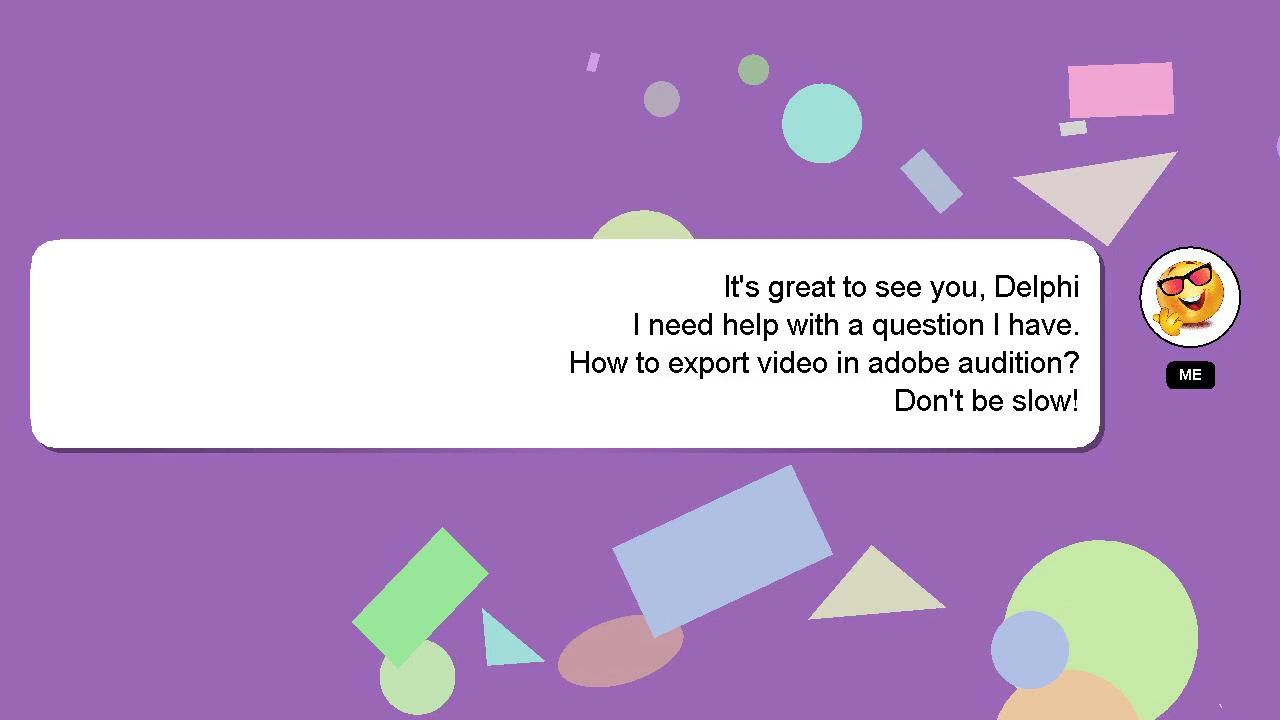 It's great to see you, Delphi
I need help with a question I have.
How to export video in adobe audition?
Don't be slow!
ME